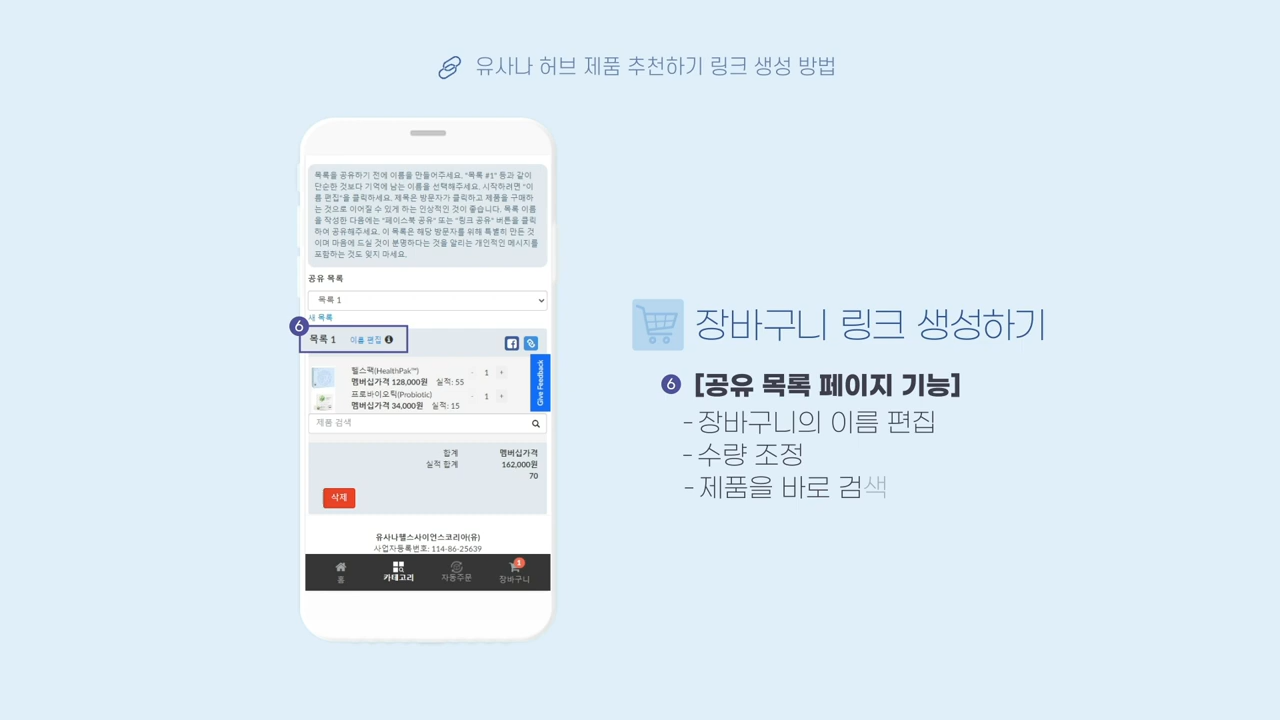 유사나 허브 제품 추천하기 링크 생성 방법
목록을 공유하기 전에 이름을 만들어주세요. "목록 #1" 등과 같이
단순한 것보다 기억에 남는 이름을 선택해주세요. 시작하려면 "이
름 편집"을 클릭하세요. 제목은 방문자가 클릭하고 제품을 구매하
는 것으로 이어질 수 있게 하는 인상적인 것이 좋습니다. 목록 이름
을 작성한 다음에는 "페이스북 공유" 또는 "링크 공유" 버튼을 클릭
하여 공유해주세요. 이 목록은 해당 방문자를 위해 특별히 만든 것
이며 마음에 드실 것이 분명하다는 것을 알리는 개인적인 메시지를
포함하는 것도 잊지 마세요.
공유 목록
목록 1
새 목록
6
목록 1 이름 편집
헬스팩(HealthPak™)
멤버십가격 128,000원 실적: 55
- 1 +
프로바이오틱(Probiotic)
멤버십가격 34,000원 실적: 15
- 1 +
Give Feedback
제품 검색
합계 멤버십가격
실적 합계 162,000원
70
삭제
유사나헬스사이언스코리아(유)
사업자등록번호: 114-86-25639
홈 카테고리 자동주문 장바구니
1
장바구니 링크 생성하기
6 [공유 목록 페이지 기능]
- 장바구니의 이름 편집
- 수량 조정
- 제품을 바로 검색